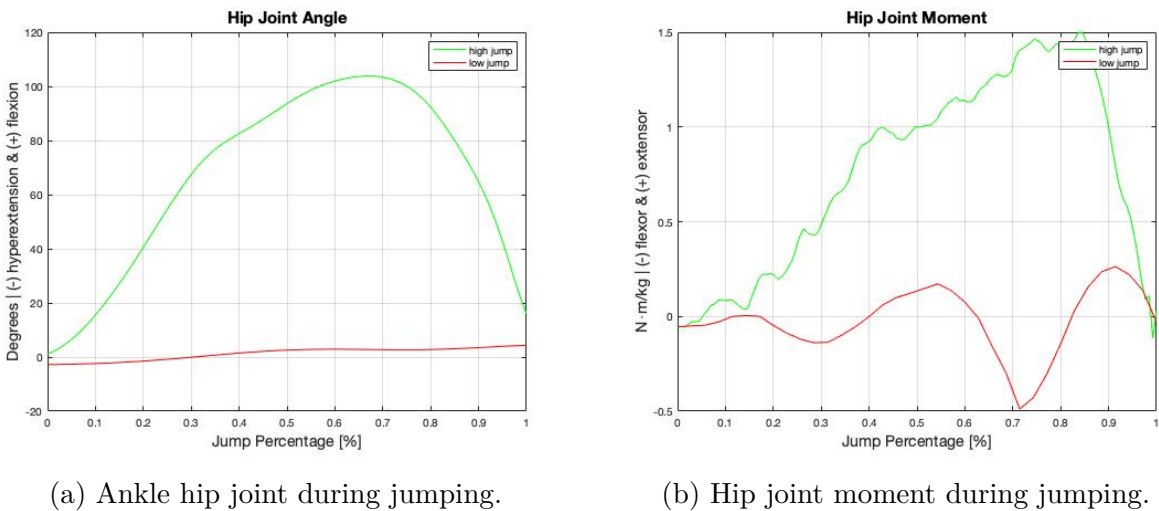 Hip Joint Angle
120
100
80
60
40
20
0
-20
Degrees | (-) hyperextension & (+) flexion
high jump
low jump
0 0.1 0.2 0.3 0.4 0.5 0.6 0.7 0.8 0.9 1
Jump Percentage [%]
(a) Ankle hip joint during jumping.
Hip Joint Moment
1.5
1
0.5
0
-0.5
N·m/kg | (-) flexor & (+) extensor
high jump
low jump
0 0.1 0.2 0.3 0.4 0.5 0.6 0.7 0.8 0.9 1
Jump Percentage [%]
(b) Hip joint moment during jumping.